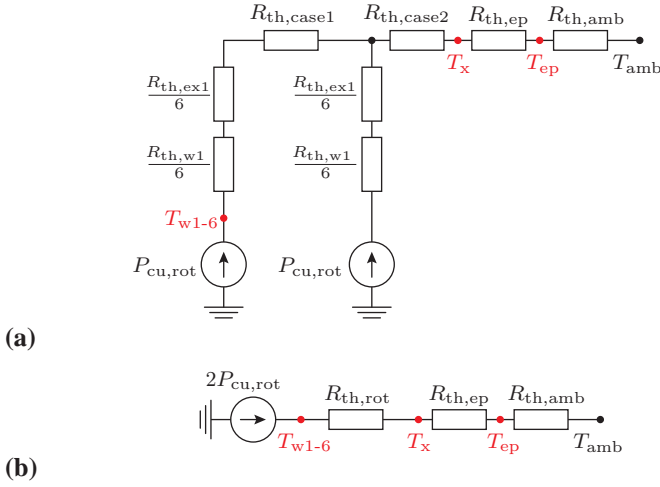 R_th,case1 R_th,case2 R_th,ep R_th,amb
T_x T_ep T_amb
R_th,ex1/6 R_th,ex1/6
R_th,w1/6 R_th,w1/6
T_w1-6
P_cu,rot P_cu,rot
(a)
2P_cu,rot R_th,rot R_th,ep R_th,amb
T_w1-6 T_x T_ep T_amb
(b)